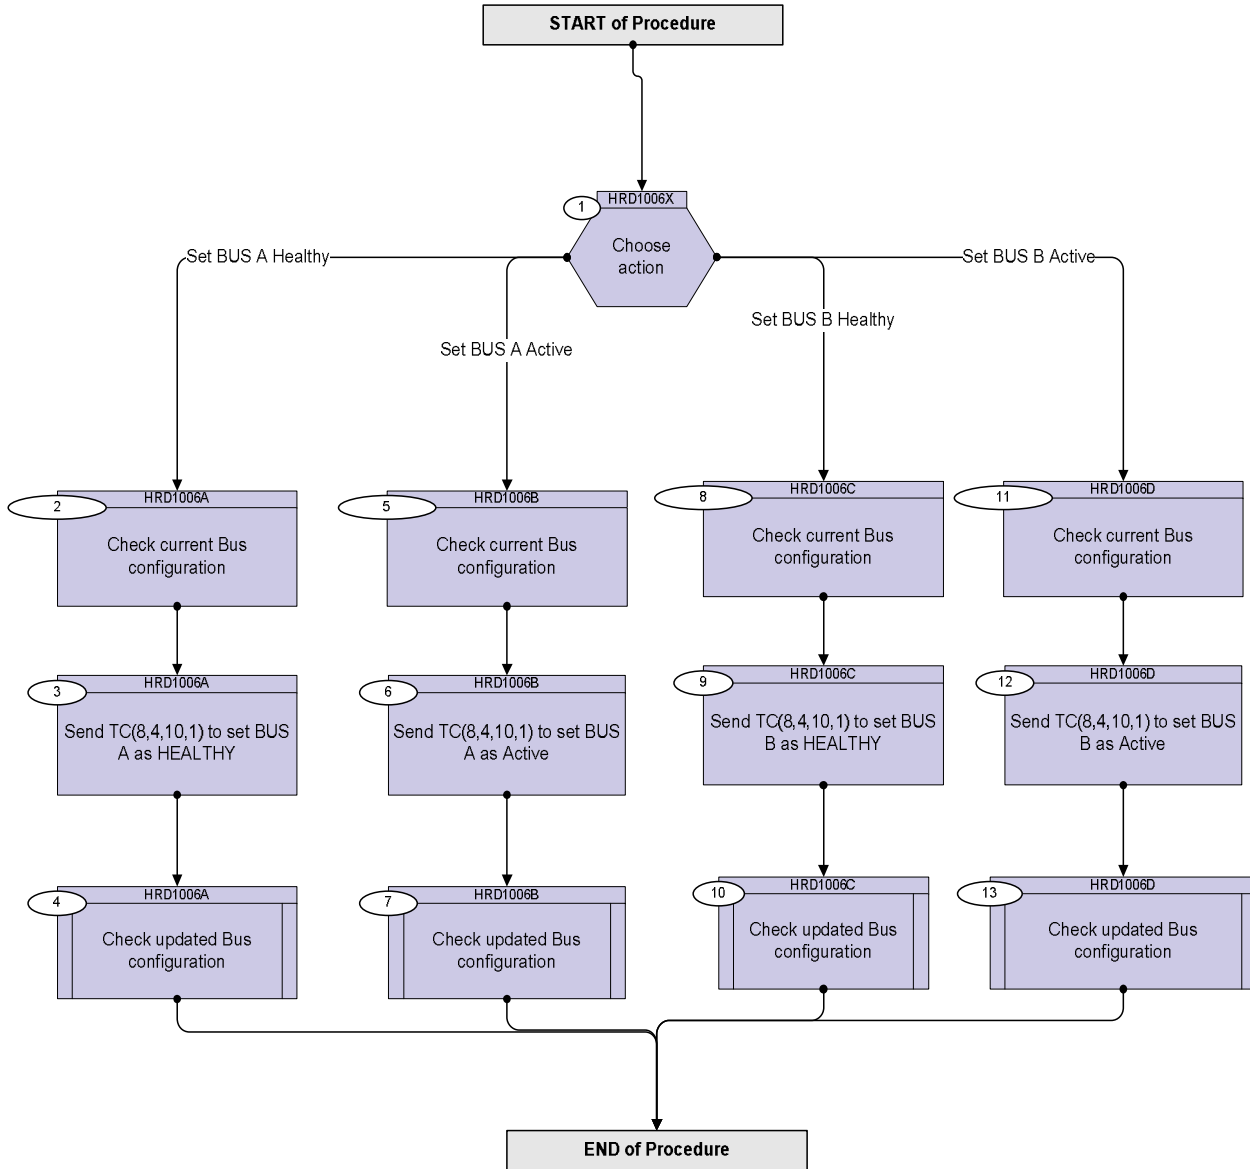 START of Procedure
HRD1006X
1
Choose
action
Set BUS A Healthy
Set BUS B Active
Set BUS B Healthy
Set BUS A Active
HRD1006A
2
Check current Bus
configuration
HRD1006B
5
Check current Bus
configuration
HRD1006C
8
Check current Bus
configuration
HRD1006D
11
Check current Bus
configuration
HRD1006A
3
Send TC(8,4,10,1) to set BUS
A as HEALTHY
HRD1006B
6
Send TC(8,4,10,1) to set BUS
A as Active
HRD1006C
9
Send TC(8,4,10,1) to set BUS
B as HEALTHY
HRD1006D
12
Send TC(8,4,10,1) to set BUS
B as Active
HRD1006A
4
Check updated Bus
configuration
HRD1006B
7
Check updated Bus
configuration
HRD1006C
10
Check updated Bus
configuration
HRD1006D
13
Check updated Bus
configuration
END of Procedure